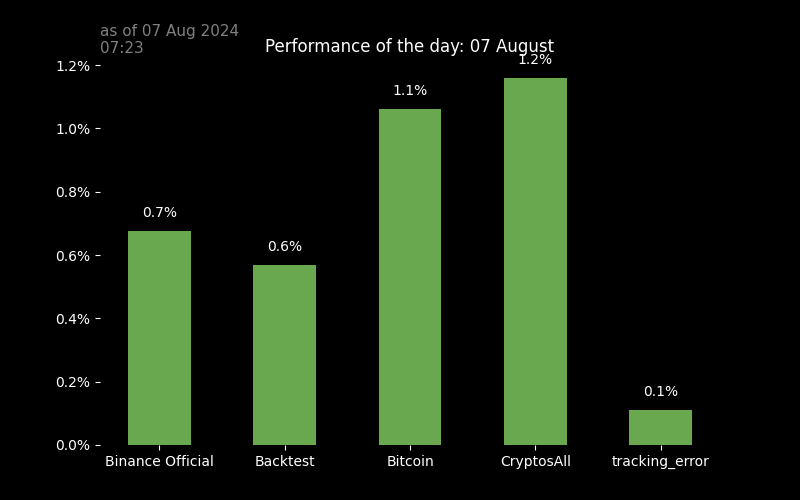 as of 07 Aug 2024
07:23
Performance of the day: 07 August
1.2%
1.0%
0.8%
0.6%
0.4%
0.2%
0.0%
0.7%
0.6%
1.1%
1.2%
0.1%
Binance Official
Backtest
Bitcoin
CryptosAll
tracking_error